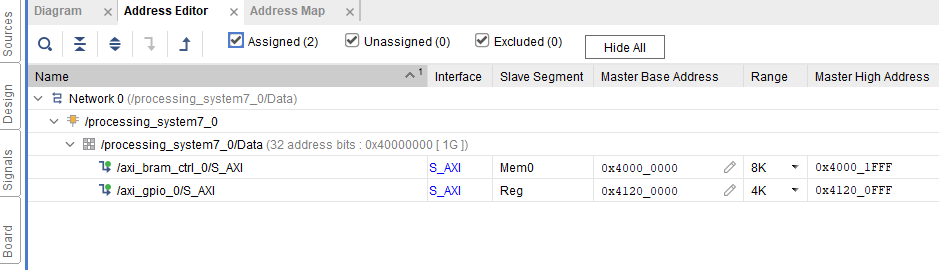 Diagram × Address Editor × Address Map ×
Assigned (2) Unassigned (0) Excluded (0) Hide All
Name 1 Interface Slave Segment Master Base Address Range Master High Address
Network 0 (/processing_system7_0/Data)
/processing_system7_0
/processing_system7_0/Data (32 address bits : 0x40000000 [ 1G ])
/axi_bram_ctrl_0/S_AXI S_AXI Mem0 0x4000_0000 8K 0x4000_1FFF
/axi_gpio_0/S_AXI S_AXI Reg 0x4120_0000 4K 0x4120_0FFF
Sources
Design
Signals
Board